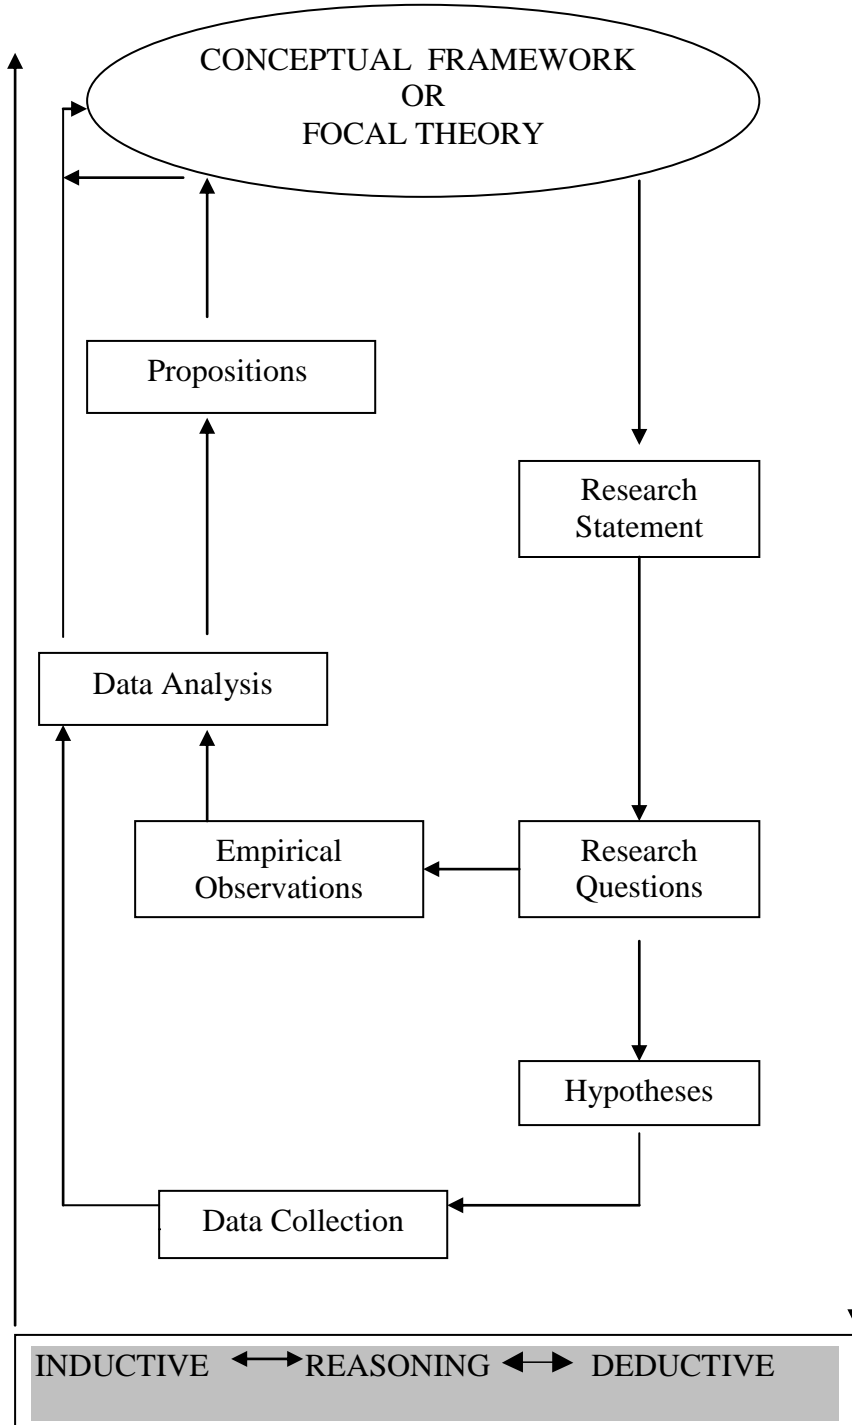 CONCEPTUAL FRAMEWORK
OR
FOCAL THEORY
Propositions
Research
Statement
Data Analysis
Empirical
Observations
Research
Questions
Hypotheses
Data Collection
INDUCTIVE REASONING DEDUCTIVE